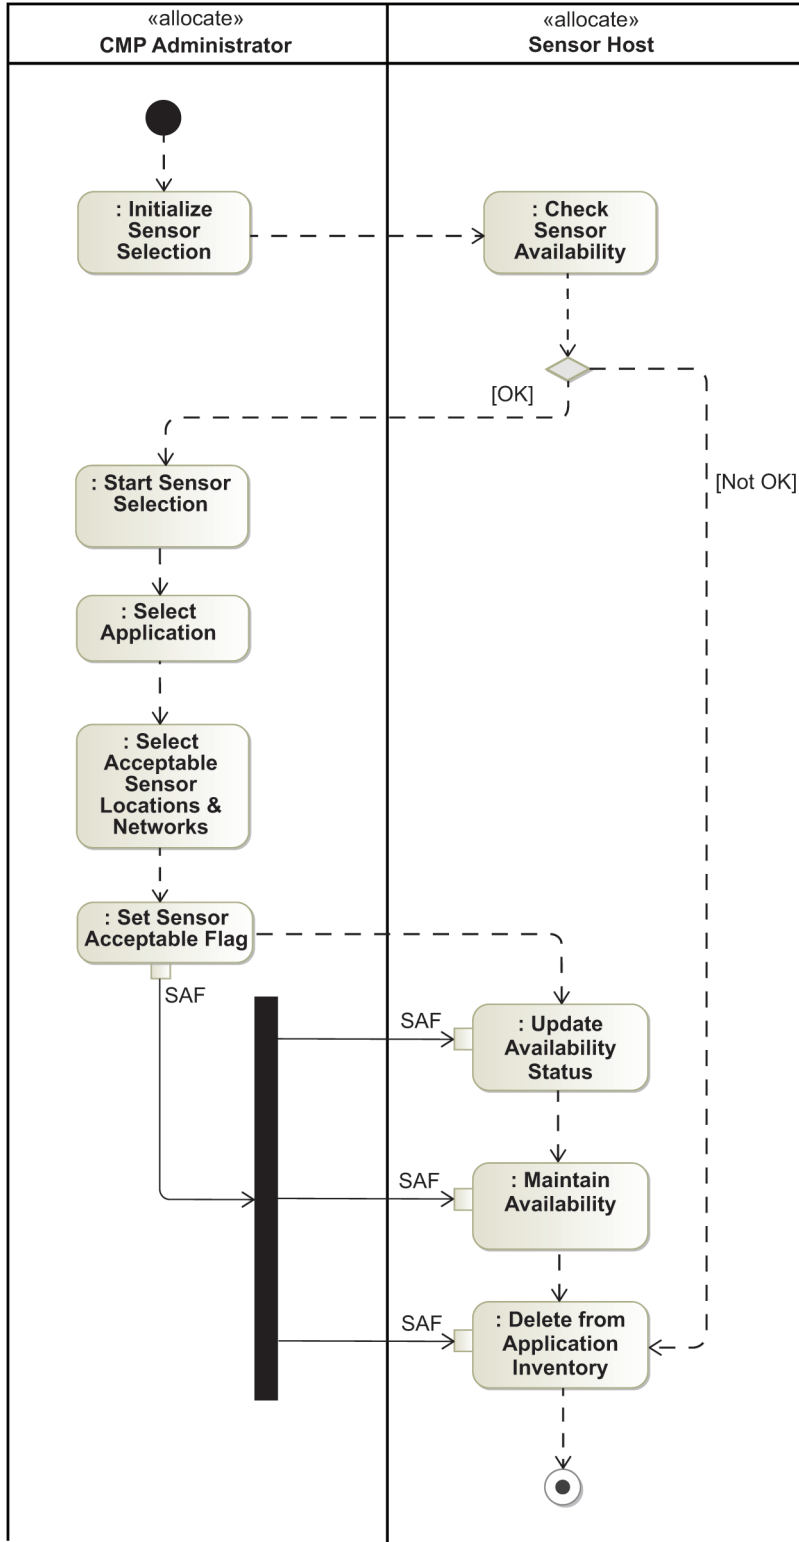 «allocate»
CMP Administrator
«allocate»
Sensor Host
: Initialize
Sensor
Selection
: Check
Sensor
Availability
[OK]
[Not OK]
: Start Sensor
Selection
: Select
Application
: Select
Acceptable
Sensor
Locations &
Networks
: Set Sensor
Acceptable Flag
SAF
SAF
: Update
Availability
Status
SAF
: Maintain
Availability
SAF
: Delete from
Application
Inventory